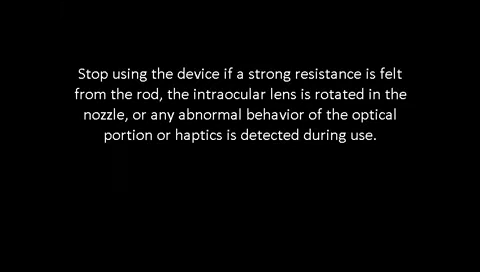 Stop using the device if a strong resistance is felt
from the rod, the intraocular lens is rotated in the
nozzle, or any abnormal behavior of the optical
portion or haptics is detected during use.